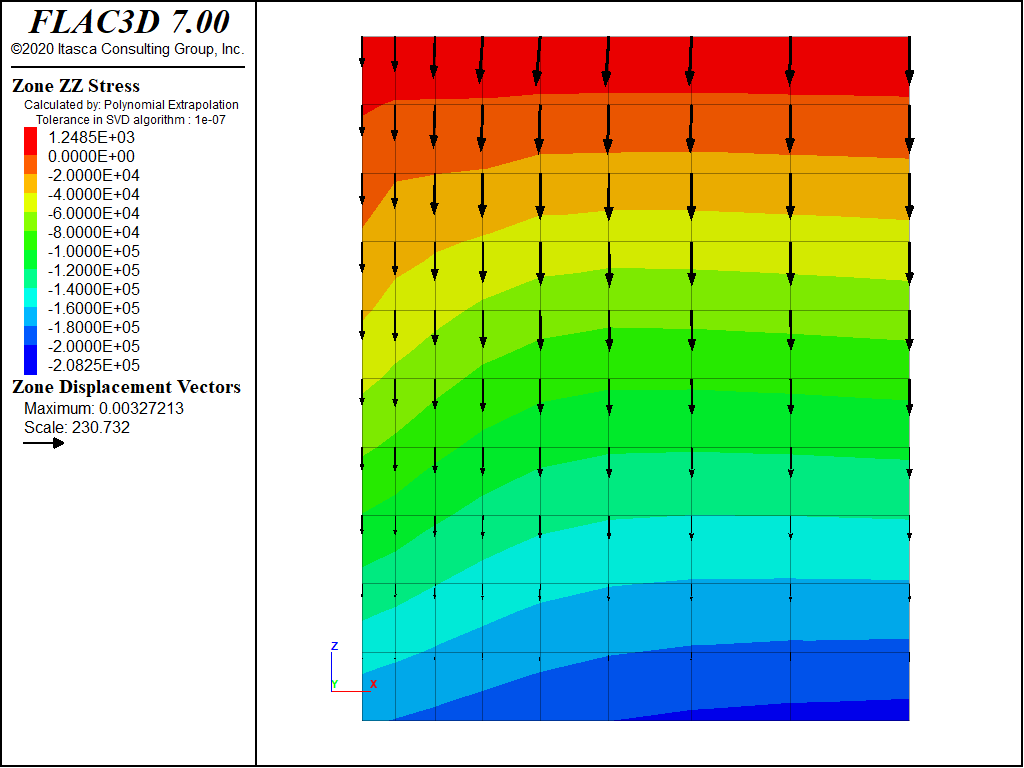 FLAC3D 7.00
©2020 Itasca Consulting Group, Inc.
Zone ZZ Stress
Calculated by: Polynomial Extrapolation
Tolerance in SVD algorithm : 1e-07
1.2485E+03
0.0000E+00
-2.0000E+04
-4.0000E+04
-6.0000E+04
-8.0000E+04
-1.0000E+05
-1.2000E+05
-1.4000E+05
-1.6000E+05
-1.8000E+05
-2.0000E+05
-2.0825E+05
Zone Displacement Vectors
Maximum: 0.00327213
Scale: 230.732
Z
Y X